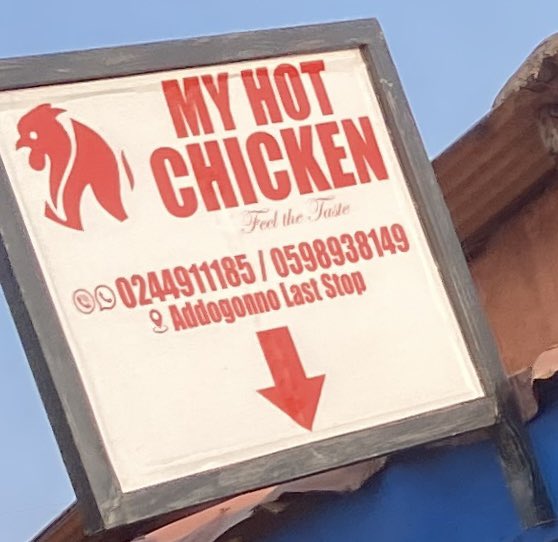 MY HOT
CHICKEN
Feel the Taste
0244911185 / 0598938149
Addogonno Last Stop